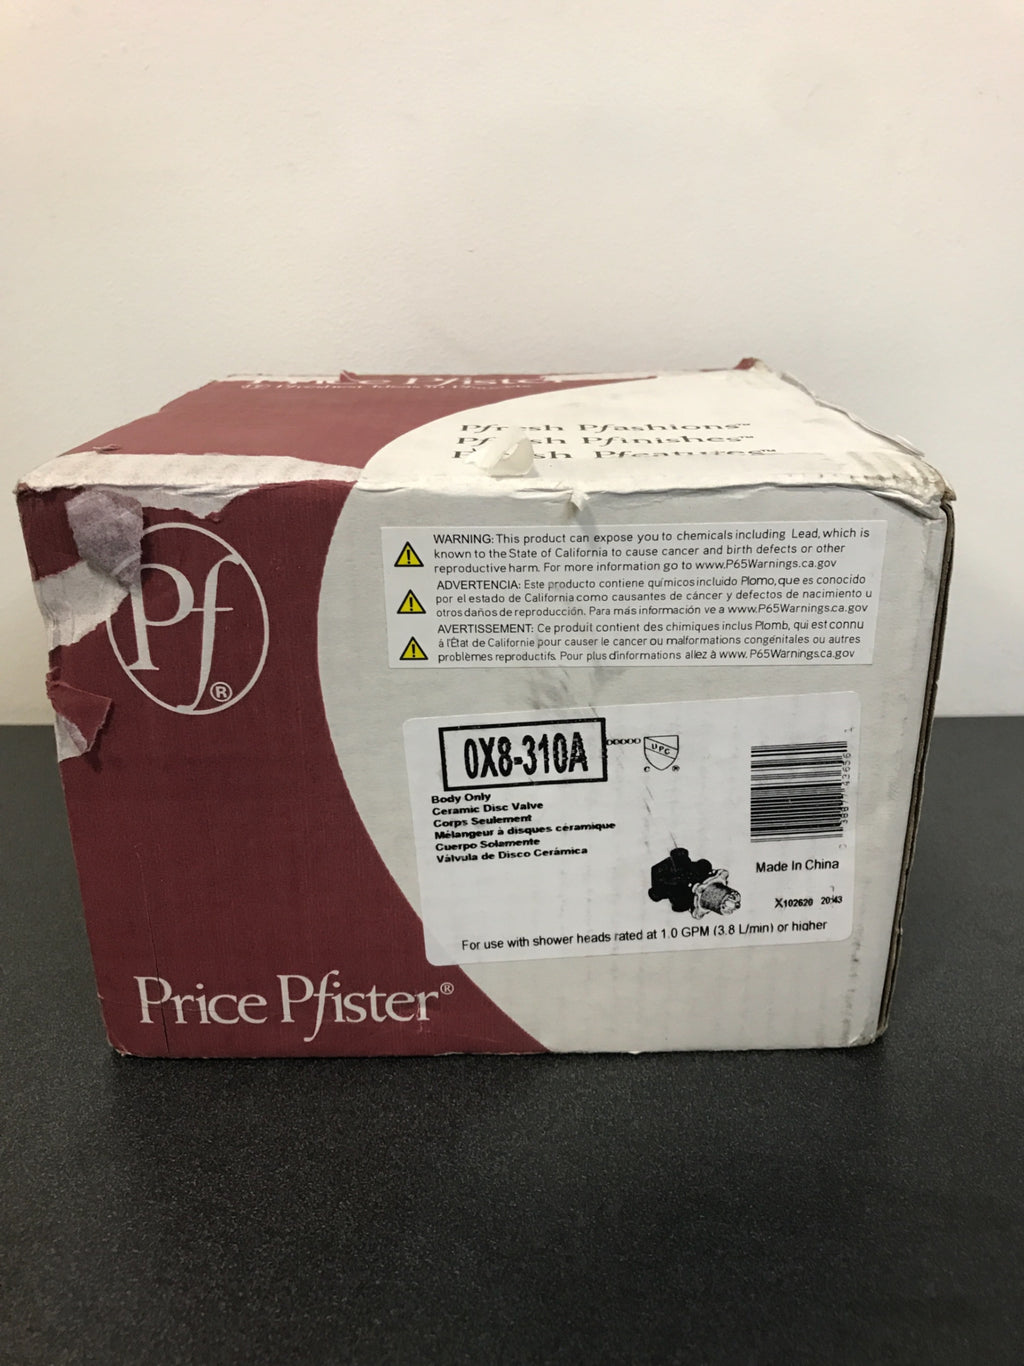 Price Pfister
Pfresh Pfashions™
Pfresh Pfinishes™
Pfresh Pfeatures™
WARNING: This product can expose you to chemicals including Lead, which is
known to the State of California to cause cancer and birth defects or other
reproductive harm. For more information go to www.P65Warnings.ca.gov
ADVERTENCIA: Este producto contiene químicos incluido Plomo, que es conocido
por el estado de California como causantes de cáncer y defectos de nacimiento u
otros daños de reproducción. Para más información ve a www.P65Warnings.ca.gov
AVERTISSEMENT: Ce produit contient des chimiques inclus Plomb, qui est connu
à l'État de Californie pour causer le cancer ou malformations congénitales ou autres
problèmes reproductifs. Pour plus d'informations allez à www.P65Warnings.ca.gov
Pf®
0X8-310A
UPC
c ®
Body Only
Ceramic Disc Valve
Corps Seulement
Mélangeur à disques céramique
Cuerpo Solamente
Válvula de Disco Cerámica
Made In China
X102620 20:43
For use with shower heads rated at 1.0 GPM (3.8 L/min) or higher
Price Pfister®